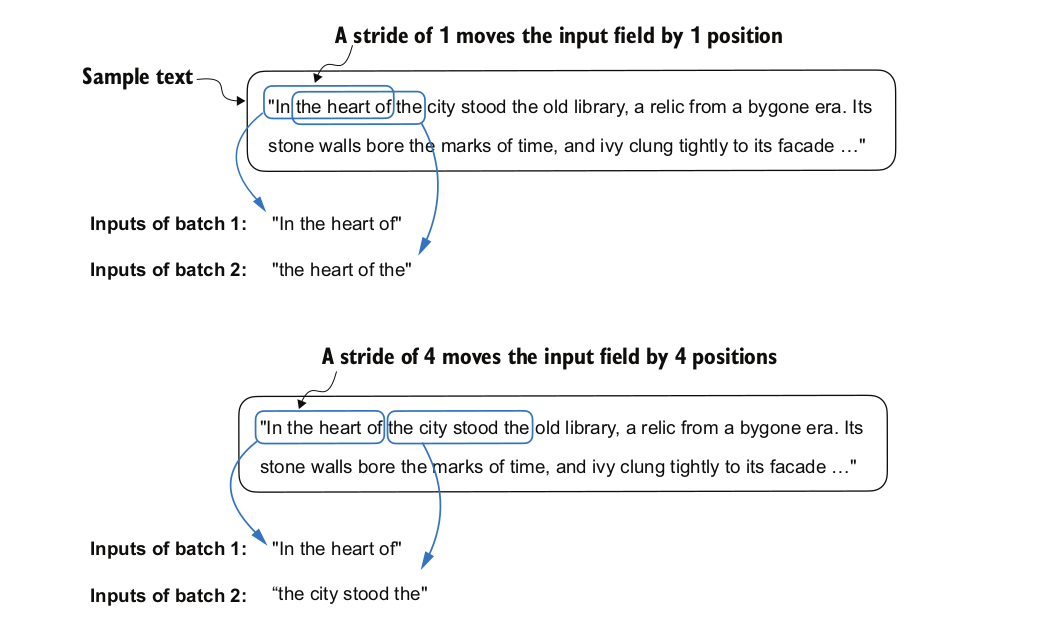 A stride of 1 moves the input field by 1 position
Sample text
"In the heart of the city stood the old library, a relic from a bygone era. Its
stone walls bore the marks of time, and ivy clung tightly to its facade …"
Inputs of batch 1: "In the heart of"
Inputs of batch 2: "the heart of the"
A stride of 4 moves the input field by 4 positions
"In the heart of the city stood the old library, a relic from a bygone era. Its
stone walls bore the marks of time, and ivy clung tightly to its facade …"
Inputs of batch 1: "In the heart of"
Inputs of batch 2: “the city stood the"